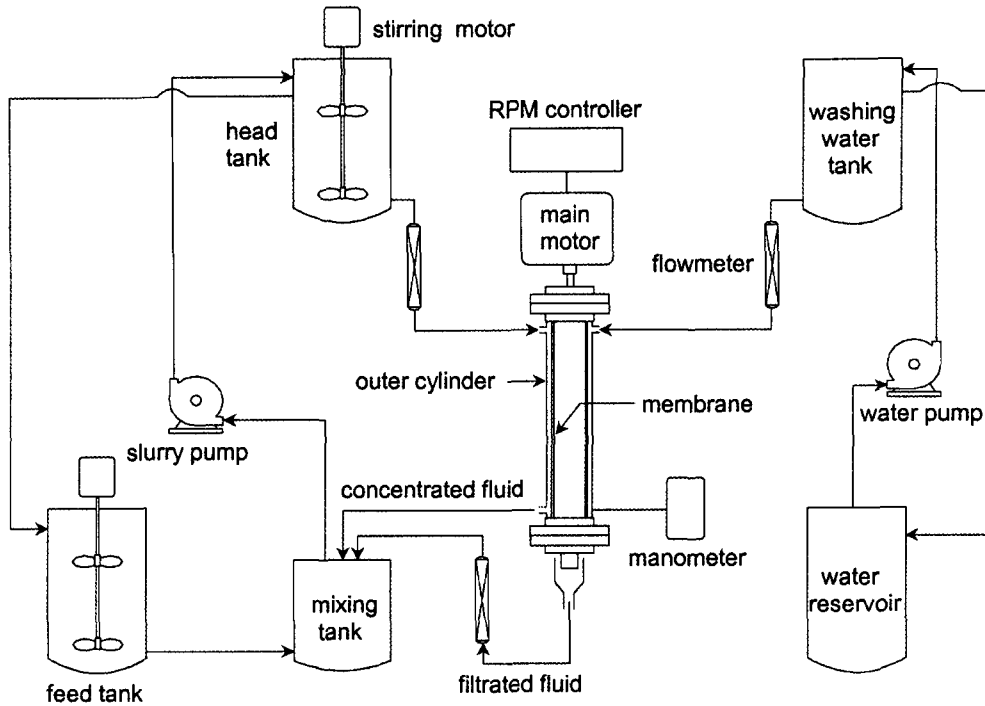 stirring motor
head
tank
RPM controller
washing
water
tank
main
motor
flowmeter
outer cylinder
membrane
water pump
slurry pump
concentrated fluid
manometer
mixing
tank
water
reservoir
filtrated fluid
feed tank